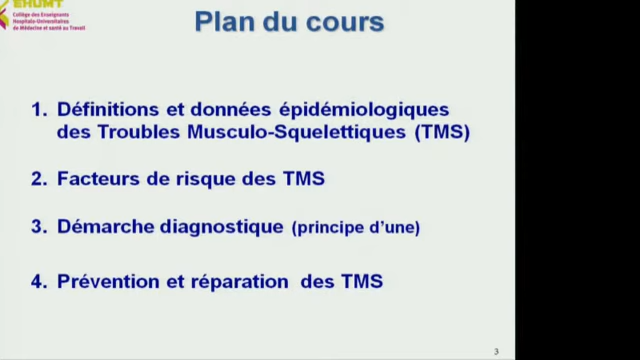 EHUMT
Collège des Enseignants
Hospitalo-Universitaires
de Médecine et santé au Travail
Plan du cours
1. Définitions et données épidémiologiques
des Troubles Musculo-Squelettiques (TMS)
2. Facteurs de risque des TMS
3. Démarche diagnostique (principe d'une)
4. Prévention et réparation des TMS
3